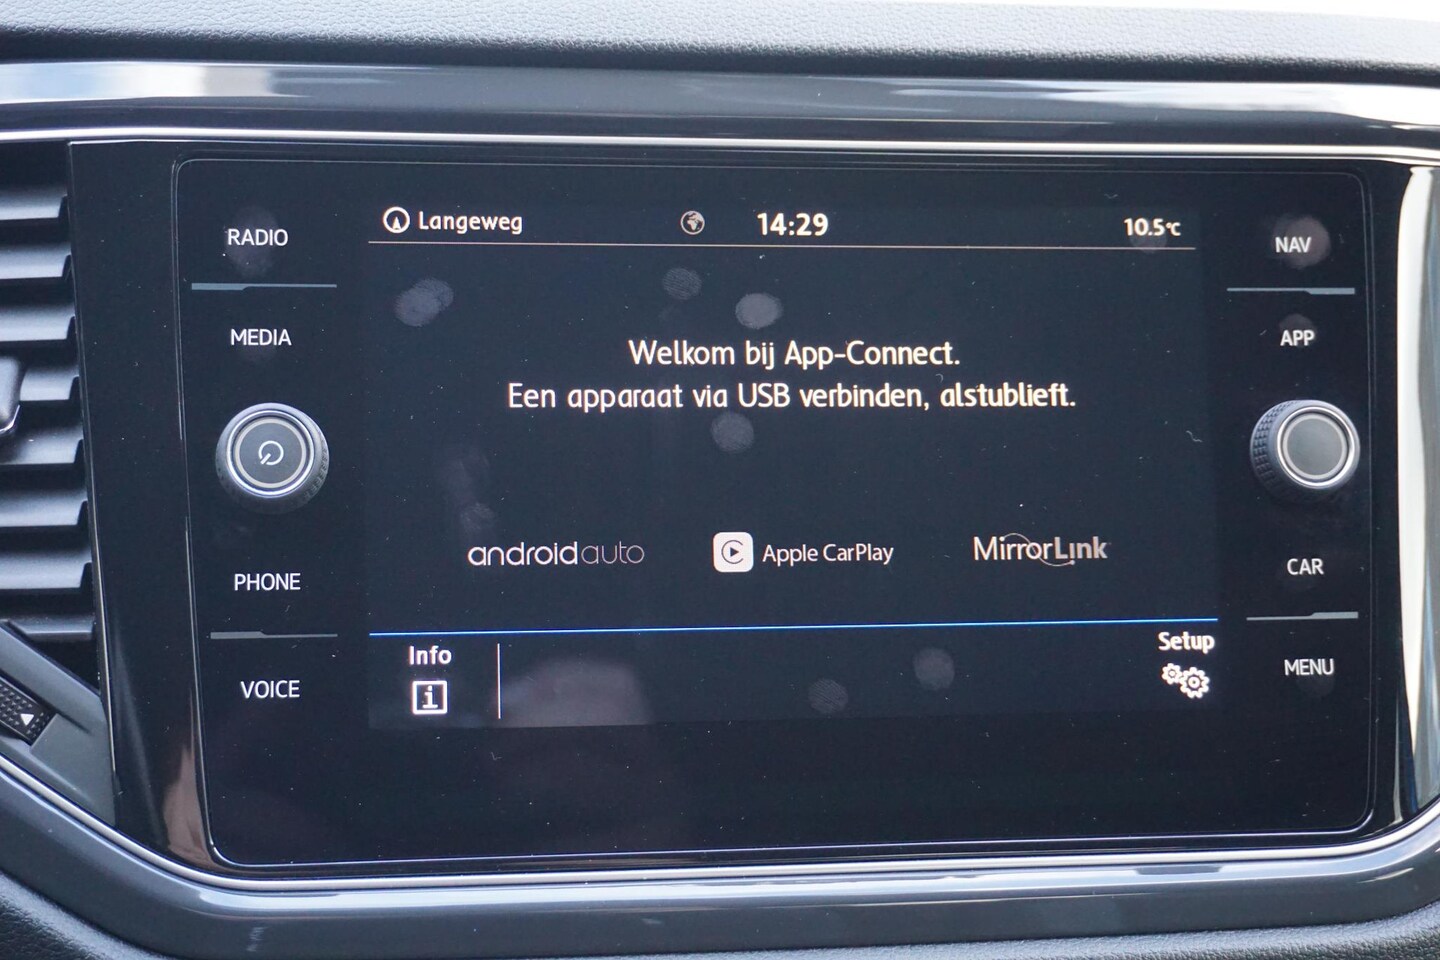 RADIO
MEDIA
PHONE
VOICE
Langeweg
14:29
10.5°C
Welkom bij App-Connect.
Een apparaat via USB verbinden, alstublieft.
androidauto
Apple CarPlay
MirrorLink
Info
i
Setup
NAV
APP
CAR
MENU